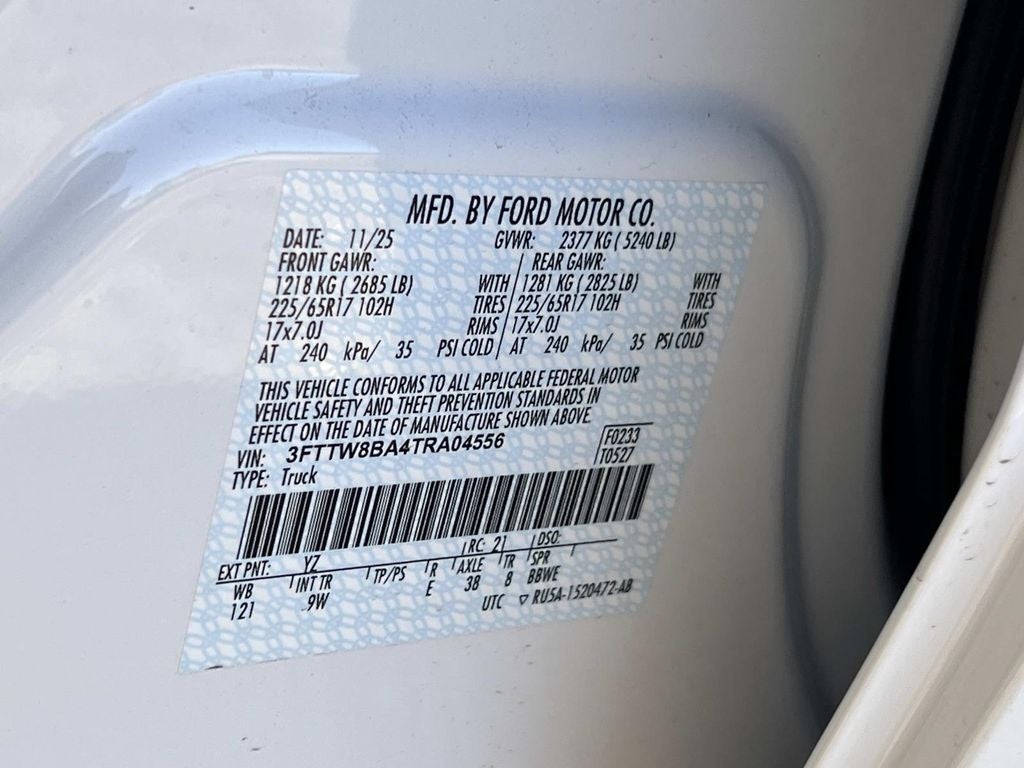 MFD. BY FORD MOTOR CO.
DATE: 11/25 GVWR: 2377 KG ( 5240 LB)
FRONT GAWR: REAR GAWR:
1218 KG ( 2685 LB) WITH 1281 KG ( 2825 LB) WITH
225/65R17 102H TIRES 225/65R17 102H TIRES
17x7.0J RIMS 17x7.0J RIMS
AT 240 kPa/ 35 PSI COLD AT 240 kPa/ 35 PSI COLD
THIS VEHICLE CONFORMS TO ALL APPLICABLE FEDERAL MOTOR
VEHICLE SAFETY AND THEFT PREVENTION STANDARDS IN
EFFECT ON THE DATE OF MANUFACTURE SHOWN ABOVE
VIN: 3FTTW8BA4TRA04556 F0233
TYPE: Truck T0527
EXT PNT: YZ RC: 21 DSO:
WB INT TR TP/PS R AXLE TR SPR
121 9W E 38 8 BBWE
UTC ▽ RU5A-1520472-AB